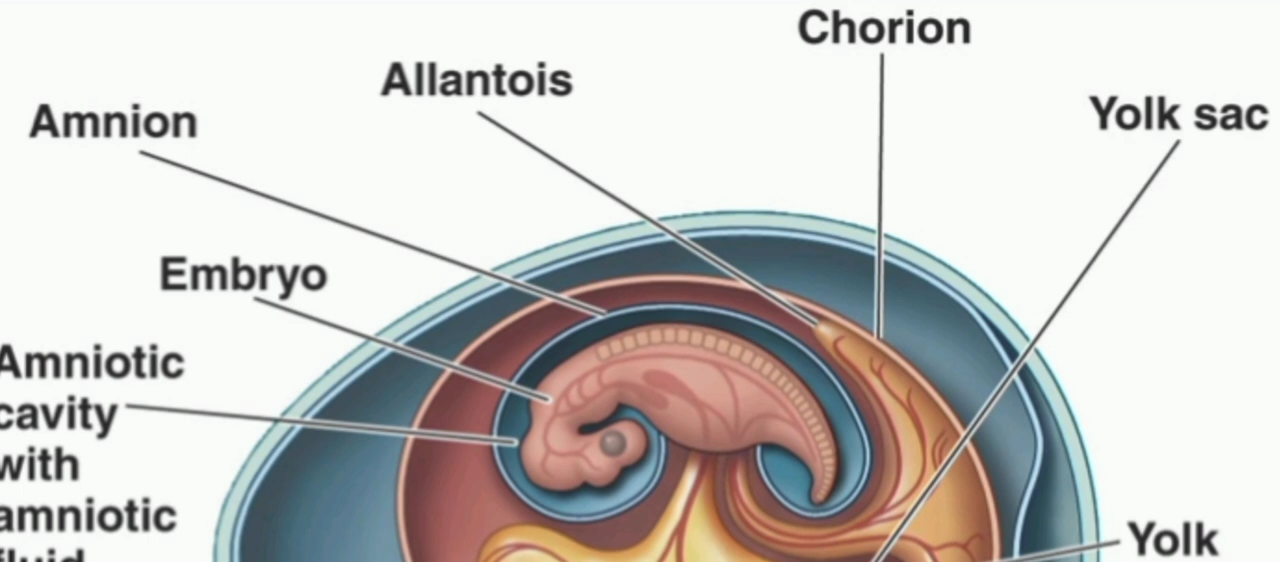 Chorion
Allantois
Yolk sac
Amnion
Embryo
Amniotic
cavity
with
amniotic
fluid
Yolk